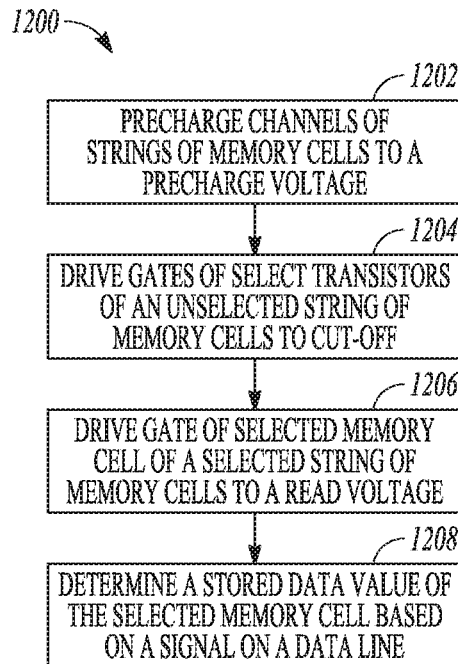 1200
1202
PRECHARGE CHANNELS OF
STRINGS OF MEMORY CELLS TO A
PRECHARGE VOLTAGE
1204
DRIVE GATES OF SELECT TRANSISTORS
OF AN UNSELECTED STRING OF
MEMORY CELLS TO CUT-OFF
1206
DRIVE GATE OF SELECTED MEMORY
CELL OF A SELECTED STRING OF
MEMORY CELLS TO A READ VOLTAGE
1208
DETERMINE A STORED DATA VALUE OF
THE SELECTED MEMORY CELL BASED
ON A SIGNAL ON A DATA LINE